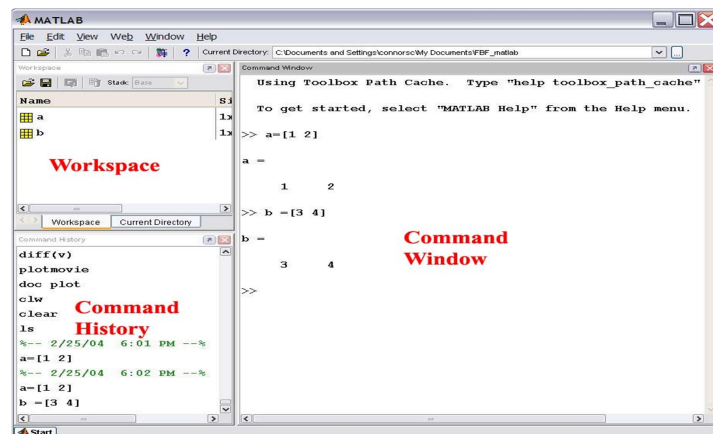 MATLAB
File Edit View Web Window Help
? Current Directory: C:\Documents and Settings\connorsc\My Documents\FBF_matlab
Workspace
Stack: Base
Name Si
a 1x
b 1x
Workspace
Workspace Current Directory
Command History
diff(v)
plotmovie
doc plot
clw
clear
ls
%-- 2/25/04 6:01 PM --%
a=[1 2]
%-- 2/25/04 6:02 PM --%
a=[1 2]
b =[3 4]
Command
History
Command Window
Using Toolbox Path Cache. Type "help toolbox_path_cache"
To get started, select "MATLAB Help" from the Help menu.
>> a=[1 2]
a =
1 2
>> b =[3 4]
b =
3 4
>>
Command
Window
Start